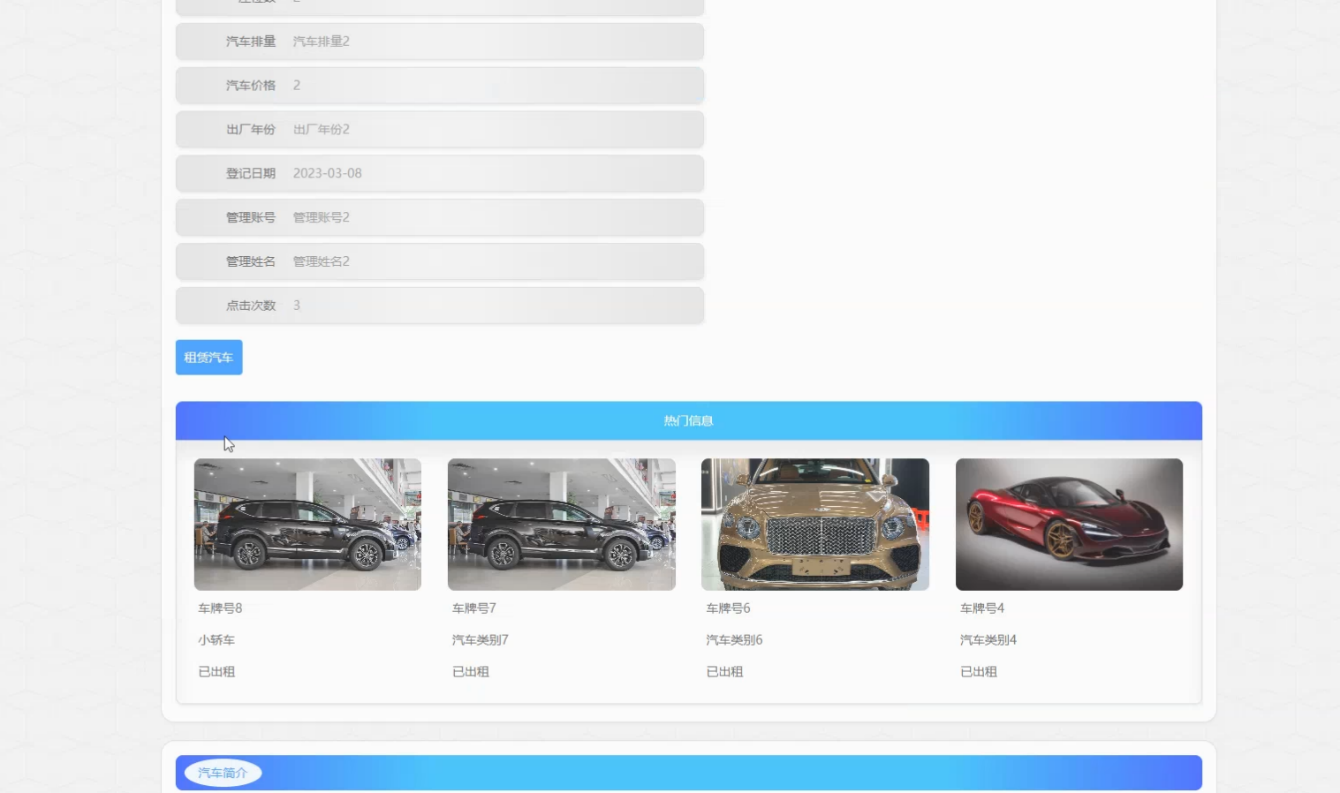 汽车排量 汽车排量2
汽车价格 2
出厂年份 出厂年份2
登记日期 2023-03-08
管理账号 管理账号2
管理姓名 管理姓名2
点击次数 3
租赁汽车
热门信息
车牌号8 车牌号7 车牌号6 车牌号4
小轿车 汽车类别7 汽车类别6 汽车类别4
已出租 已出租 已出租 已出租
汽车简介